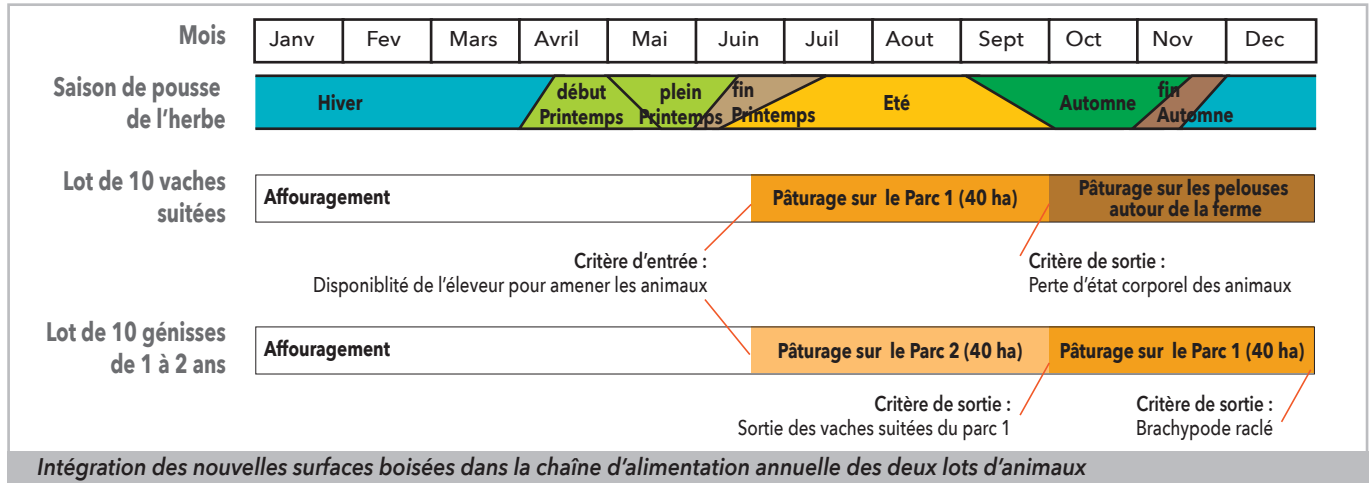 Mois
Janv Fev Mars Avril Mai Juin Juil Aout Sept Oct Nov Dec
Saison de pousse
de l'herbe
Hiver
début
Printemps
plein
Printemps
fin
Printemps
Eté
Automne
fin
Automne
Lot de 10 vaches
suitées
Affouragement
Pâturage sur le Parc 1 (40 ha)
Pâturage sur les pelouses
autour de la ferme
Critère d'entrée :
Disponiblité de l'éleveur pour amener les animaux
Critère de sortie :
Perte d'état corporel des animaux
Lot de 10 génisses
de 1 à 2 ans
Affouragement
Pâturage sur le Parc 2 (40 ha)
Pâturage sur le Parc 1 (40 ha)
Critère de sortie :
Sortie des vaches suitées du parc 1
Critère de sortie :
Brachypode raclé
Intégration des nouvelles surfaces boisées dans la chaîne d'alimentation annuelle des deux lots d'animaux